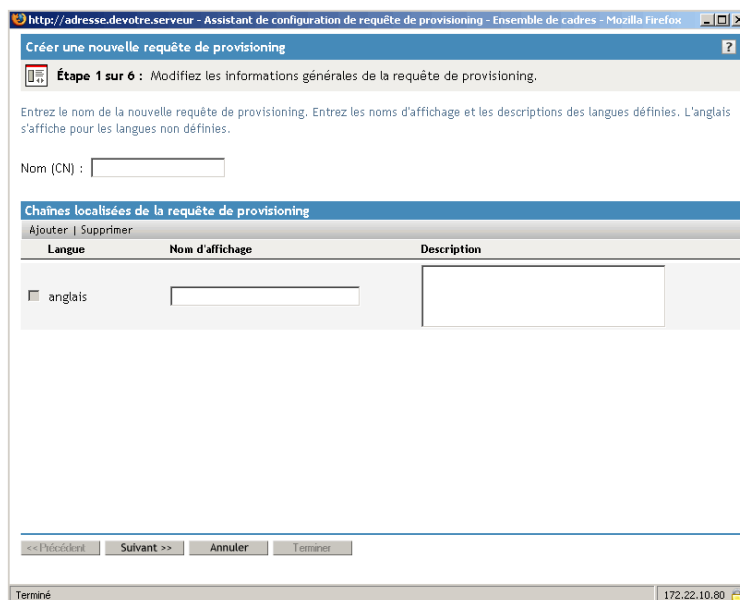 http://adresse.devotre.serveur - Assistant de configuration de requête de provisioning - Ensemble de cadres - Mozilla Firefox
Créer une nouvelle requête de provisioning ?
Étape 1 sur 6 : Modifiez les informations générales de la requête de provisioning.
Entrez le nom de la nouvelle requête de provisioning. Entrez les noms d'affichage et les descriptions des langues définies. L'anglais
s'affiche pour les langues non définies.
Nom (CN) :
Chaînes localisées de la requête de provisioning
Ajouter | Supprimer
Langue Nom d'affichage Description
anglais
<< Précédent Suivant >> Annuler Terminer
Terminé 172.22.10.80